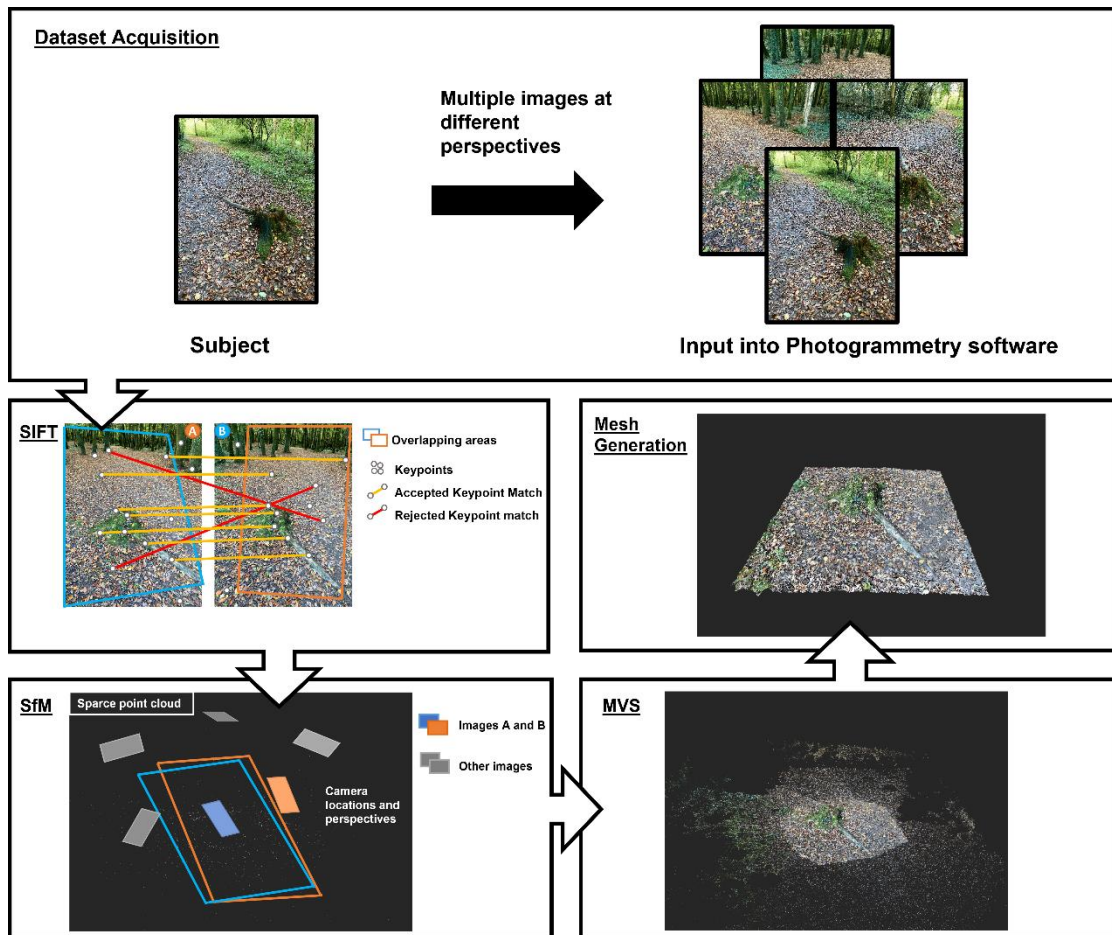 Dataset Acquisition
Multiple images at
different
perspectives
Subject
Input into Photogrammetry software
SIFT
A
B
Overlapping areas
Keypoints
Accepted Keypoint Match
Rejected Keypoint match
Mesh
Generation
SfM
Sparce point cloud
Images A and B
Other images
Camera
locations and
perspectives
MVS